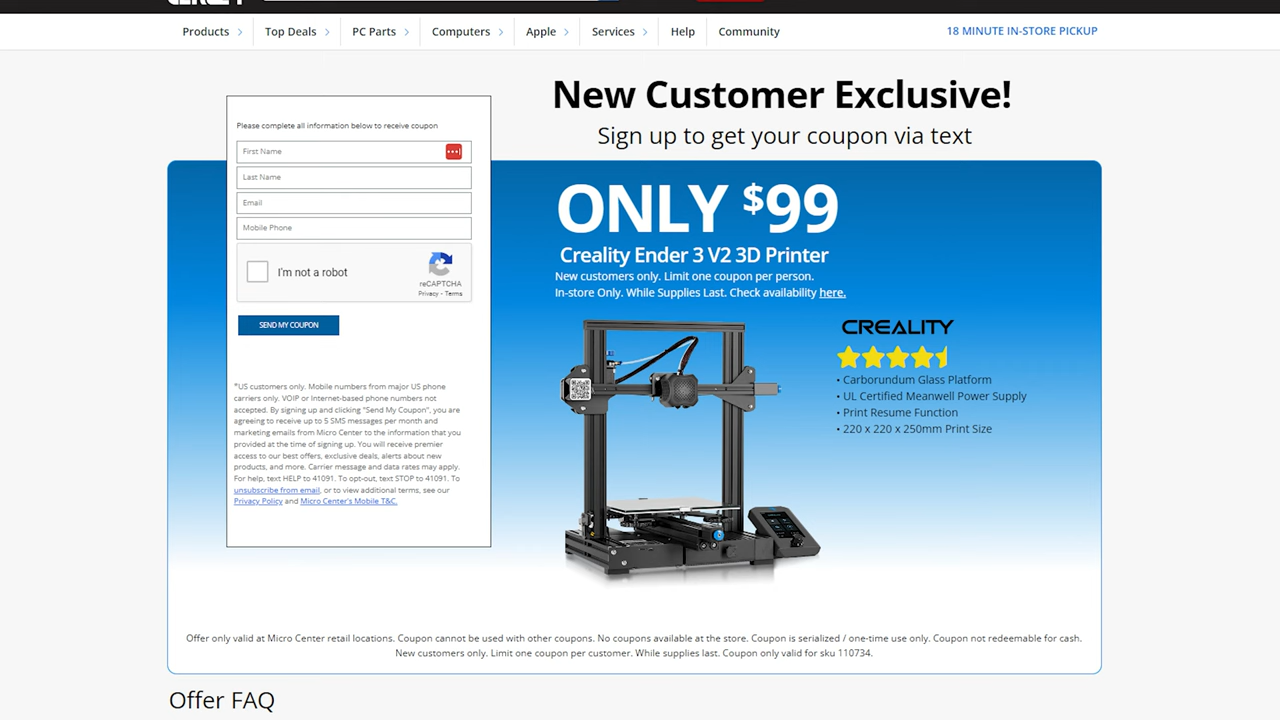 Products
Top Deals
PC Parts
Computers
Apple
Services
Help
Community
18 MINUTE IN-STORE PICKUP
New Customer Exclusive!
Sign up to get your coupon via text
Please complete all information below to receive coupon
First Name
Last Name
Email
Mobile Phone
I'm not a robot
reCAPTCHA
Privacy - Terms
SEND MY COUPON
*US customers only. Mobile numbers from major US phone
carriers only. VOIP or Internet-based phone numbers not
accepted. By signing up and clicking "Send My Coupon", you are
agreeing to receive up to 5 SMS messages per month and
marketing emails from Micro Center to the information that you
provided at the time of signing up. You will receive premier
access to our best offers, exclusive deals, alerts about new
products, and more. Carrier message and data rates may apply.
For help, text HELP to 41091. To opt-out, text STOP to 41091. To
unsubscribe from email, or to view additional terms, see our
Privacy Policy and Micro Center's Mobile T&C.
ONLY $99
Creality Ender 3 V2 3D Printer
New customers only. Limit one coupon per person.
In-store Only. While Supplies Last. Check availability here.
CREALITY
• Carborundum Glass Platform
• UL Certified Meanwell Power Supply
• Print Resume Function
• 220 x 220 x 250mm Print Size
Offer only valid at Micro Center retail locations. Coupon cannot be used with other coupons. No coupons available at the store. Coupon is serialized / one-time use only. Coupon not redeemable for cash.
New customers only. Limit one coupon per customer. While supplies last. Coupon only valid for sku 110734.
Offer FAQ